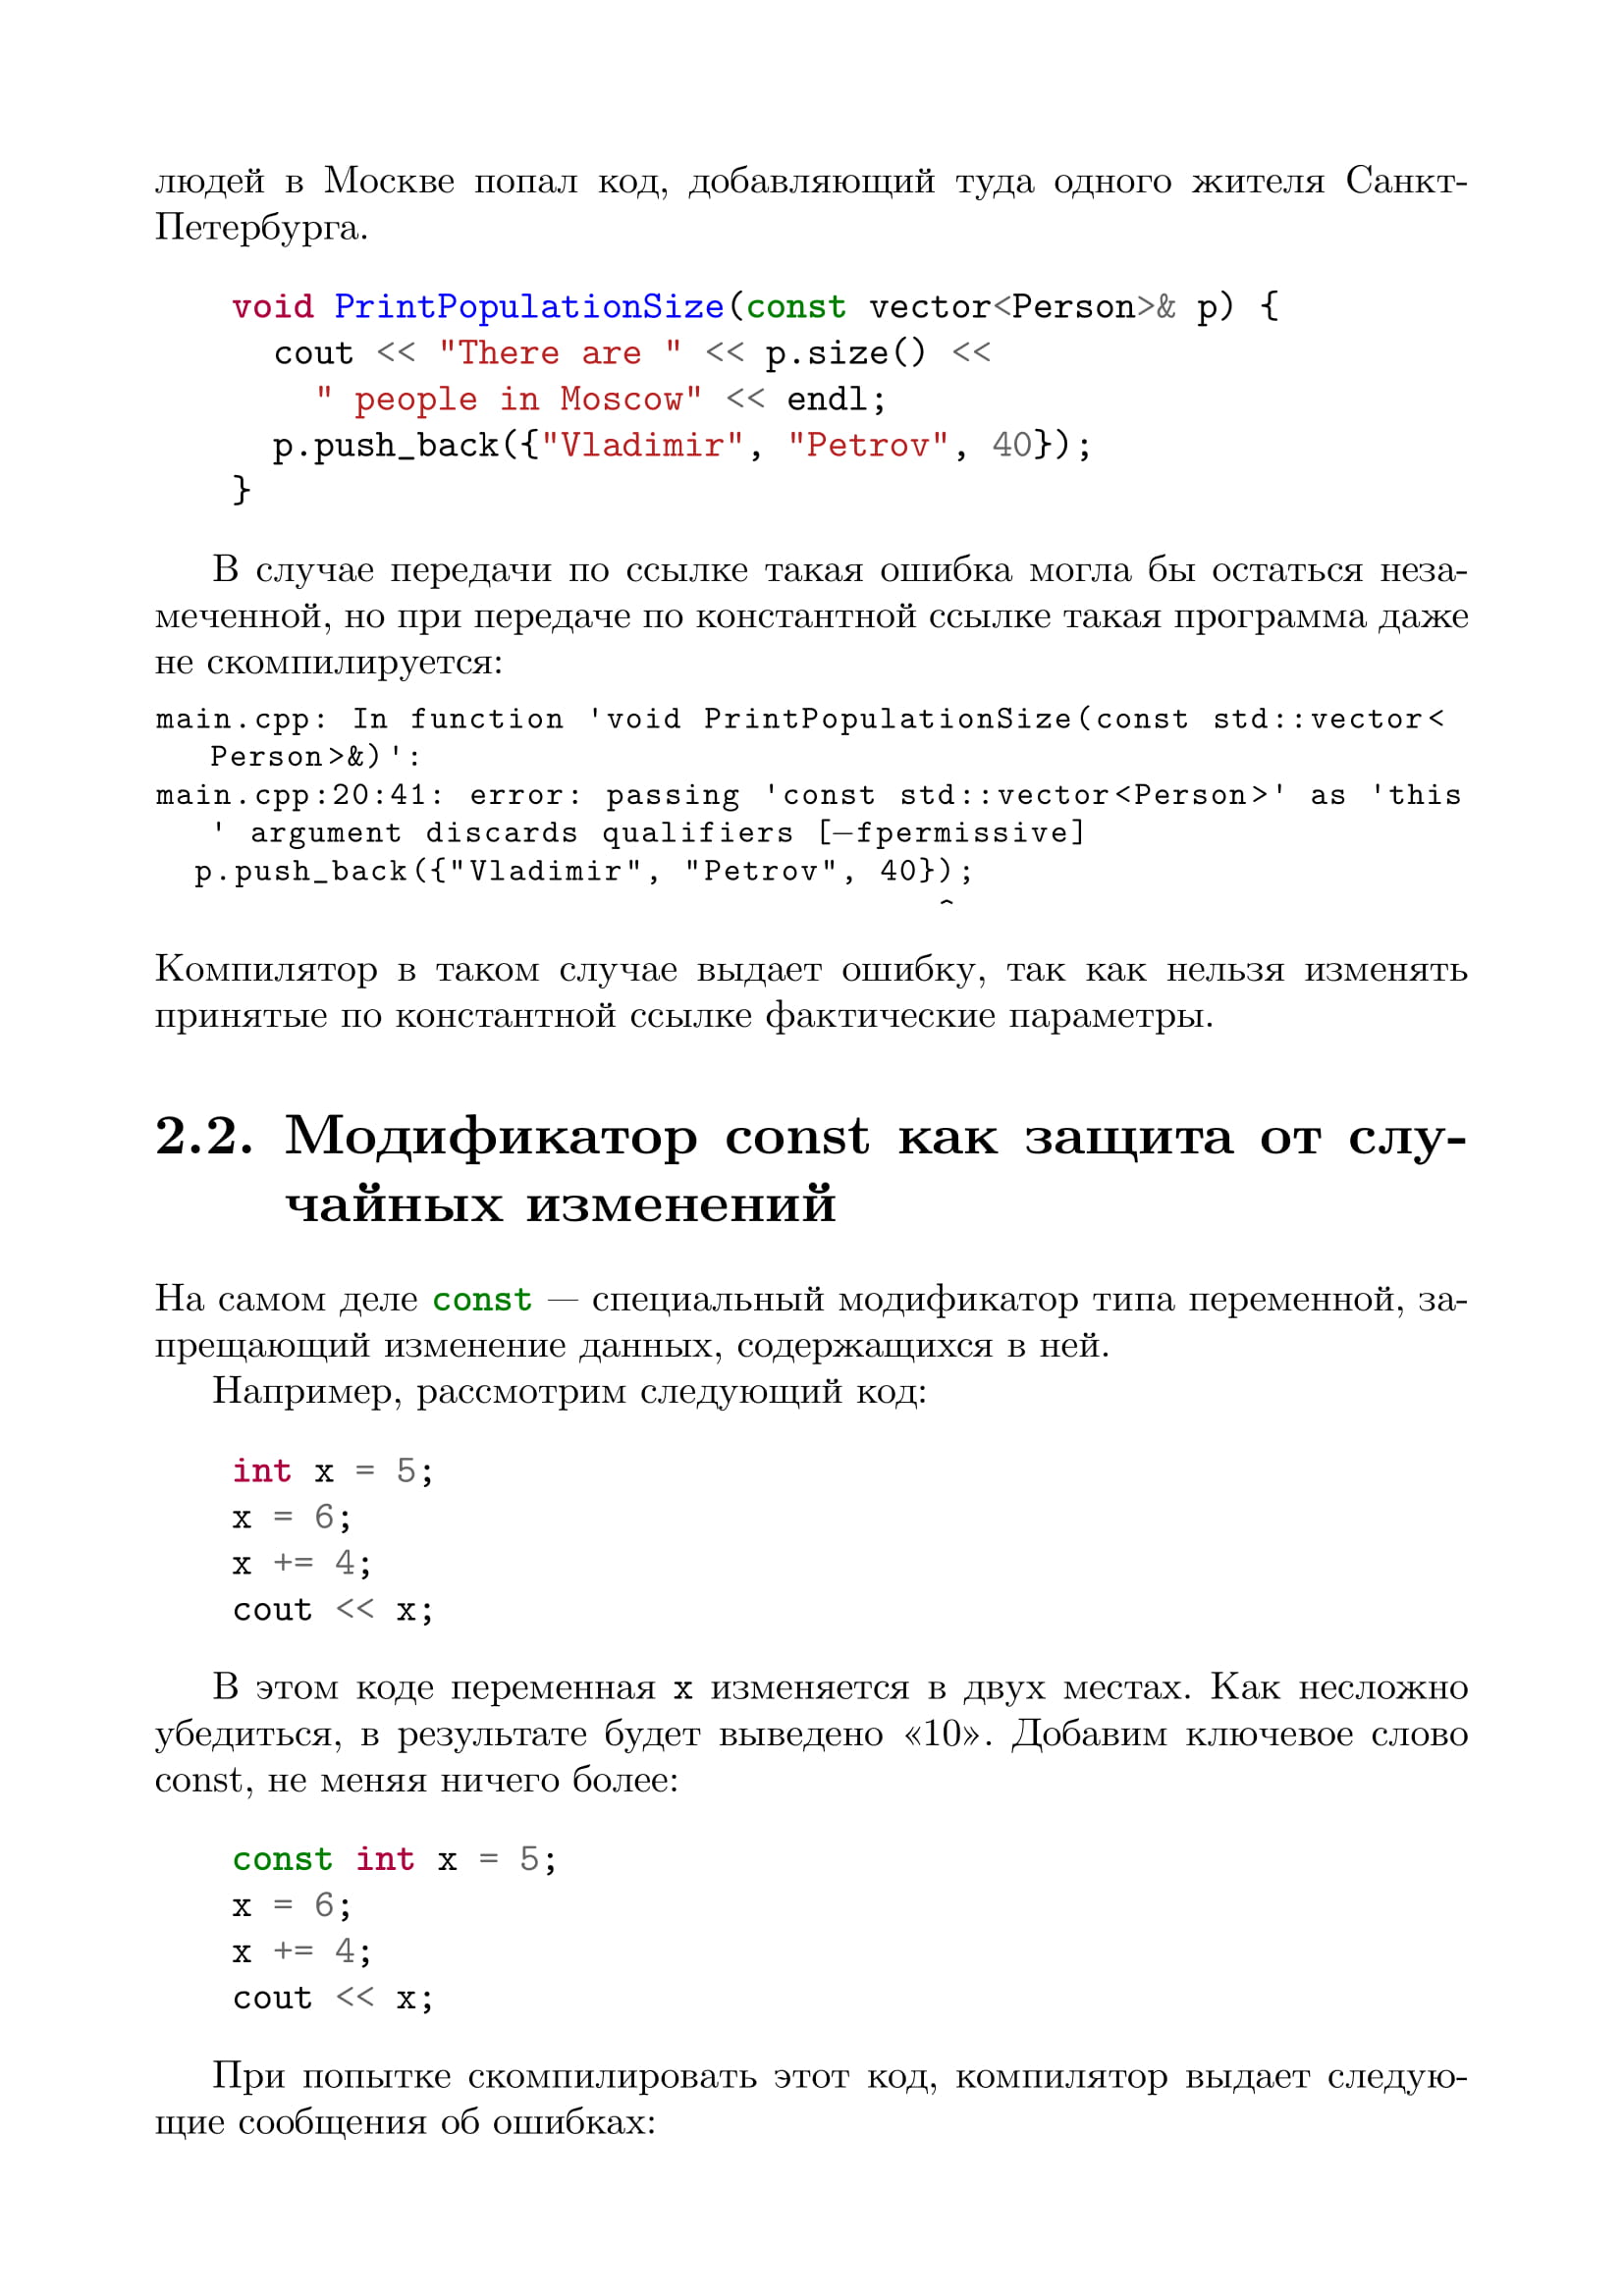 людей в Москве попал код, добавляющий туда одного жителя Санкт-
Петербурга.
void PrintPopulationSize(const vector<Person>& p) {
  cout << "There are " << p.size() <<
    " people in Moscow" << endl;
  p.push_back({"Vladimir", "Petrov", 40});
}
В случае передачи по ссылке такая ошибка могла бы остаться неза-
меченной, но при передаче по константной ссылке такая программа даже
не скомпилируется:
main.cpp: In function 'void PrintPopulationSize(const std::vector<
Person>&)':
main.cpp:20:41: error: passing 'const std::vector<Person>' as 'this
' argument discards qualifiers [−fpermissive]
  p.push_back({"Vladimir", "Petrov", 40});
                                        ^
Компилятор в таком случае выдает ошибку, так как нельзя изменять
принятые по константной ссылке фактические параметры.
2.2. Модификатор const как защита от слу-
чайных изменений
На самом деле const — специальный модификатор типа переменной, за-
прещающий изменение данных, содержащихся в ней.
Например, рассмотрим следующий код:
int x = 5;
x = 6;
x += 4;
cout << x;
В этом коде переменная x изменяется в двух местах. Как несложно
убедиться, в результате будет выведено «10». Добавим ключевое слово
const, не меняя ничего более:
const int x = 5;
x = 6;
x += 4;
cout << x;
При попытке скомпилировать этот код, компилятор выдает следую-
щие сообщения об ошибках: